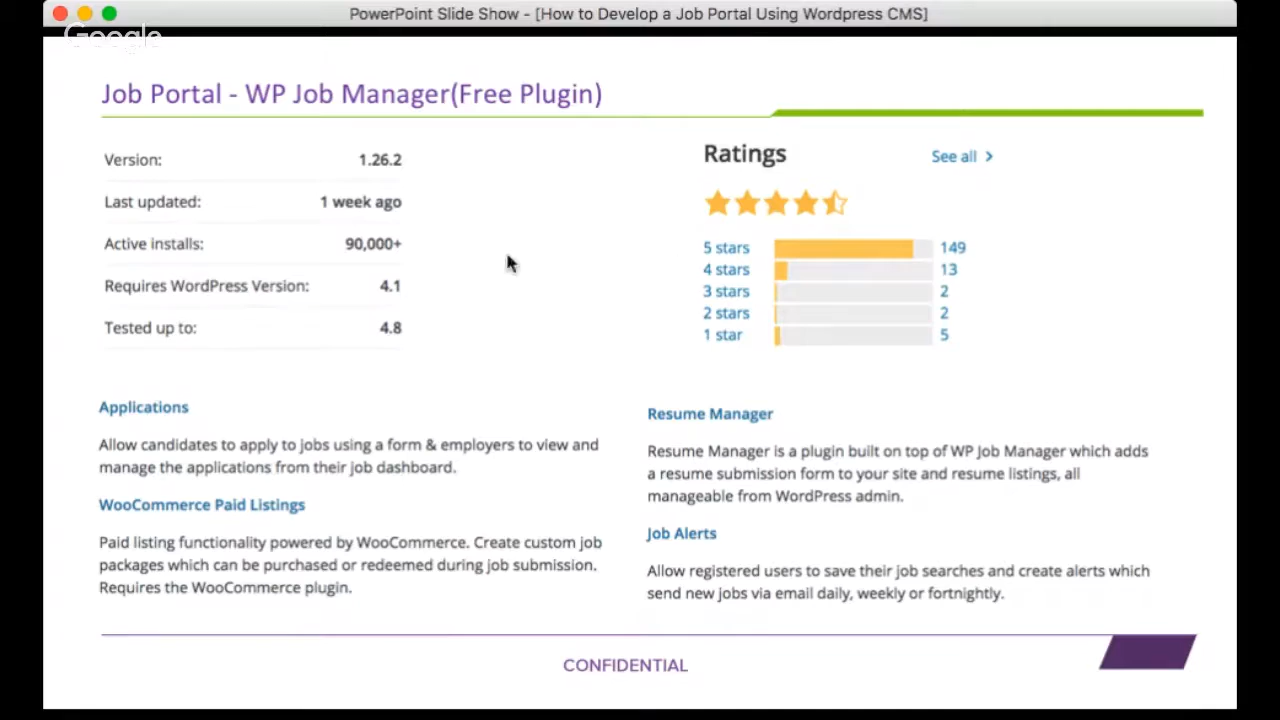 PowerPoint Slide Show - [How to Develop a Job Portal Using Wordpress CMS]
Google
Job Portal - WP Job Manager(Free Plugin)
Version: 1.26.2
Last updated: 1 week ago
Active installs: 90,000+
Requires WordPress Version: 4.1
Tested up to: 4.8
Ratings
See all >
5 stars 149
4 stars 13
3 stars 2
2 stars 2
1 star 5
Applications
Allow candidates to apply to jobs using a form & employers to view and
manage the applications from their job dashboard.
WooCommerce Paid Listings
Paid listing functionality powered by WooCommerce. Create custom job
packages which can be purchased or redeemed during job submission.
Requires the WooCommerce plugin.
Resume Manager
Resume Manager is a plugin built on top of WP Job Manager which adds
a resume submission form to your site and resume listings, all
manageable from WordPress admin.
Job Alerts
Allow registered users to save their job searches and create alerts which
send new jobs via email daily, weekly or fortnightly.
CONFIDENTIAL